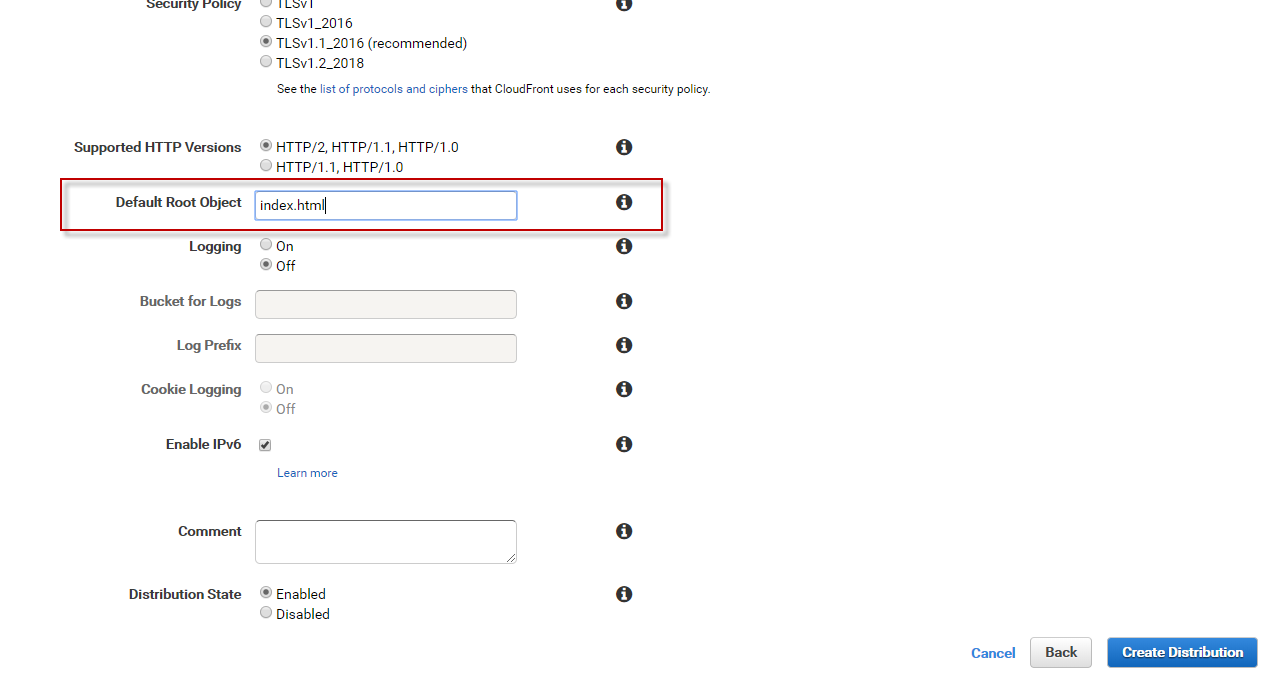 Security Policy
TLSv1
TLSv1_2016
TLSv1.1_2016 (recommended)
TLSv1.2_2018
See the list of protocols and ciphers that CloudFront uses for each security policy.
Supported HTTP Versions
HTTP/2, HTTP/1.1, HTTP/1.0
HTTP/1.1, HTTP/1.0
Default Root Object
index.html
Logging
On
Off
Bucket for Logs
Log Prefix
Cookie Logging
On
Off
Enable IPv6
Learn more
Comment
Distribution State
Enabled
Disabled
Cancel
Back
Create Distribution